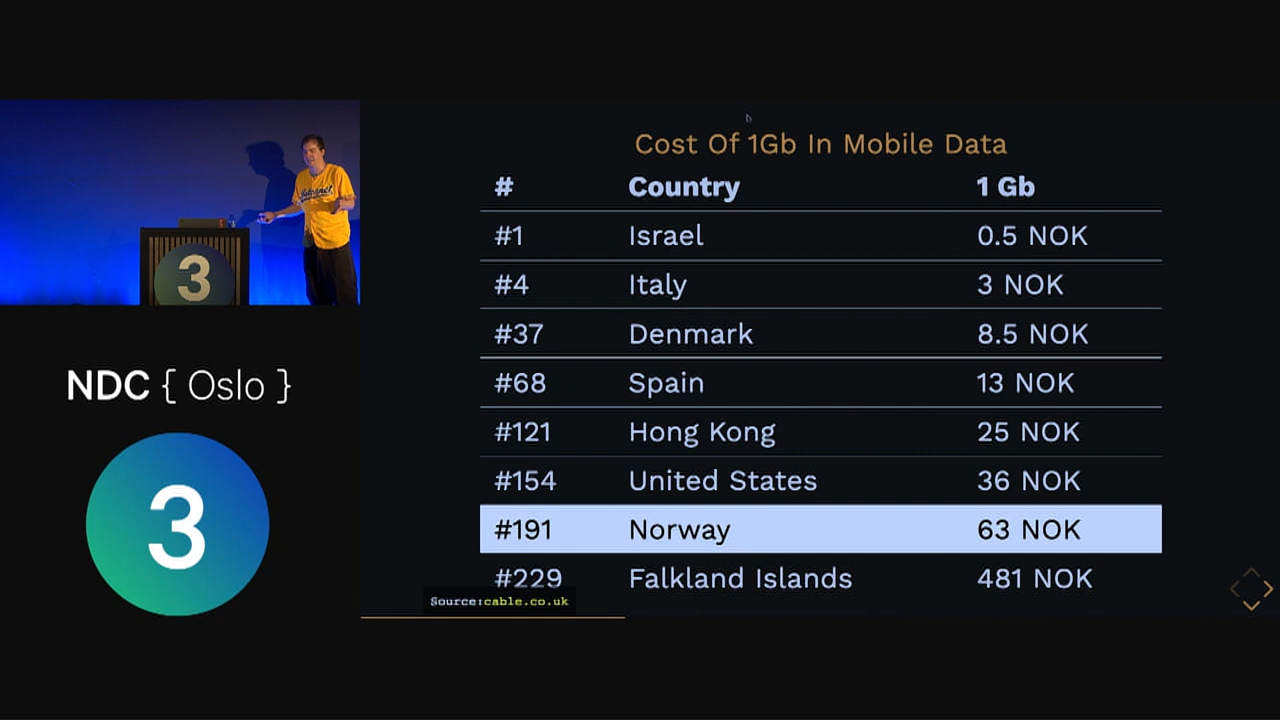 Cost Of 1Gb In Mobile Data
# Country 1 Gb
#1 Israel 0.5 NOK
#4 Italy 3 NOK
#37 Denmark 8.5 NOK
#68 Spain 13 NOK
#121 Hong Kong 25 NOK
#154 United States 36 NOK
#191 Norway 63 NOK
#229 Falkland Islands 481 NOK
Source:cable.co.uk
3
NDC { Oslo }
3